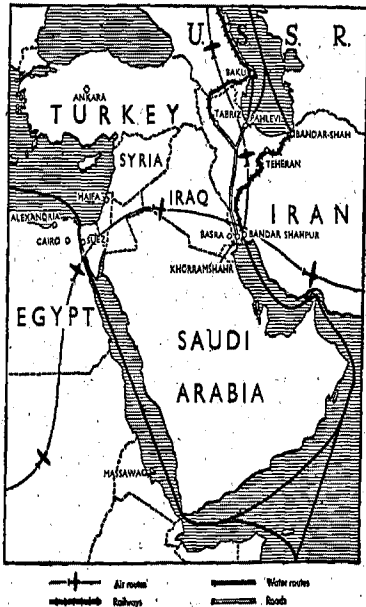 U. S. S. R.
BAKU
ANKARA
TABRIZ
PAHLEVI
TURKEY
BANDAR-SHAH
SYRIA
TEHERAN
HAIFA
IRAQ
IRAN
ALEXANDRIA
BASRA
BANDAR SHAHPUR
CAIRO
SUEZ
KHORRAMSHAHR
EGYPT
SAUDI
ARABIA
MASSAWA
Air routes
Water routes
Railways
Roads